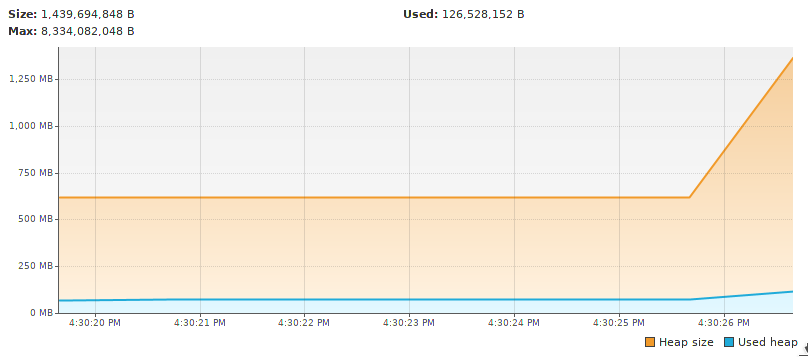 Size: 1,439,694,848 B
Used: 126,528,152 B
Max: 8,334,082,048 B
1,250 MB
1,000 MB
750 MB
500 MB
250 MB
0 MB
4:30:20 PM 4:30:21 PM 4:30:22 PM 4:30:23 PM 4:30:24 PM 4:30:25 PM 4:30:26 PM
Heap size Used heap